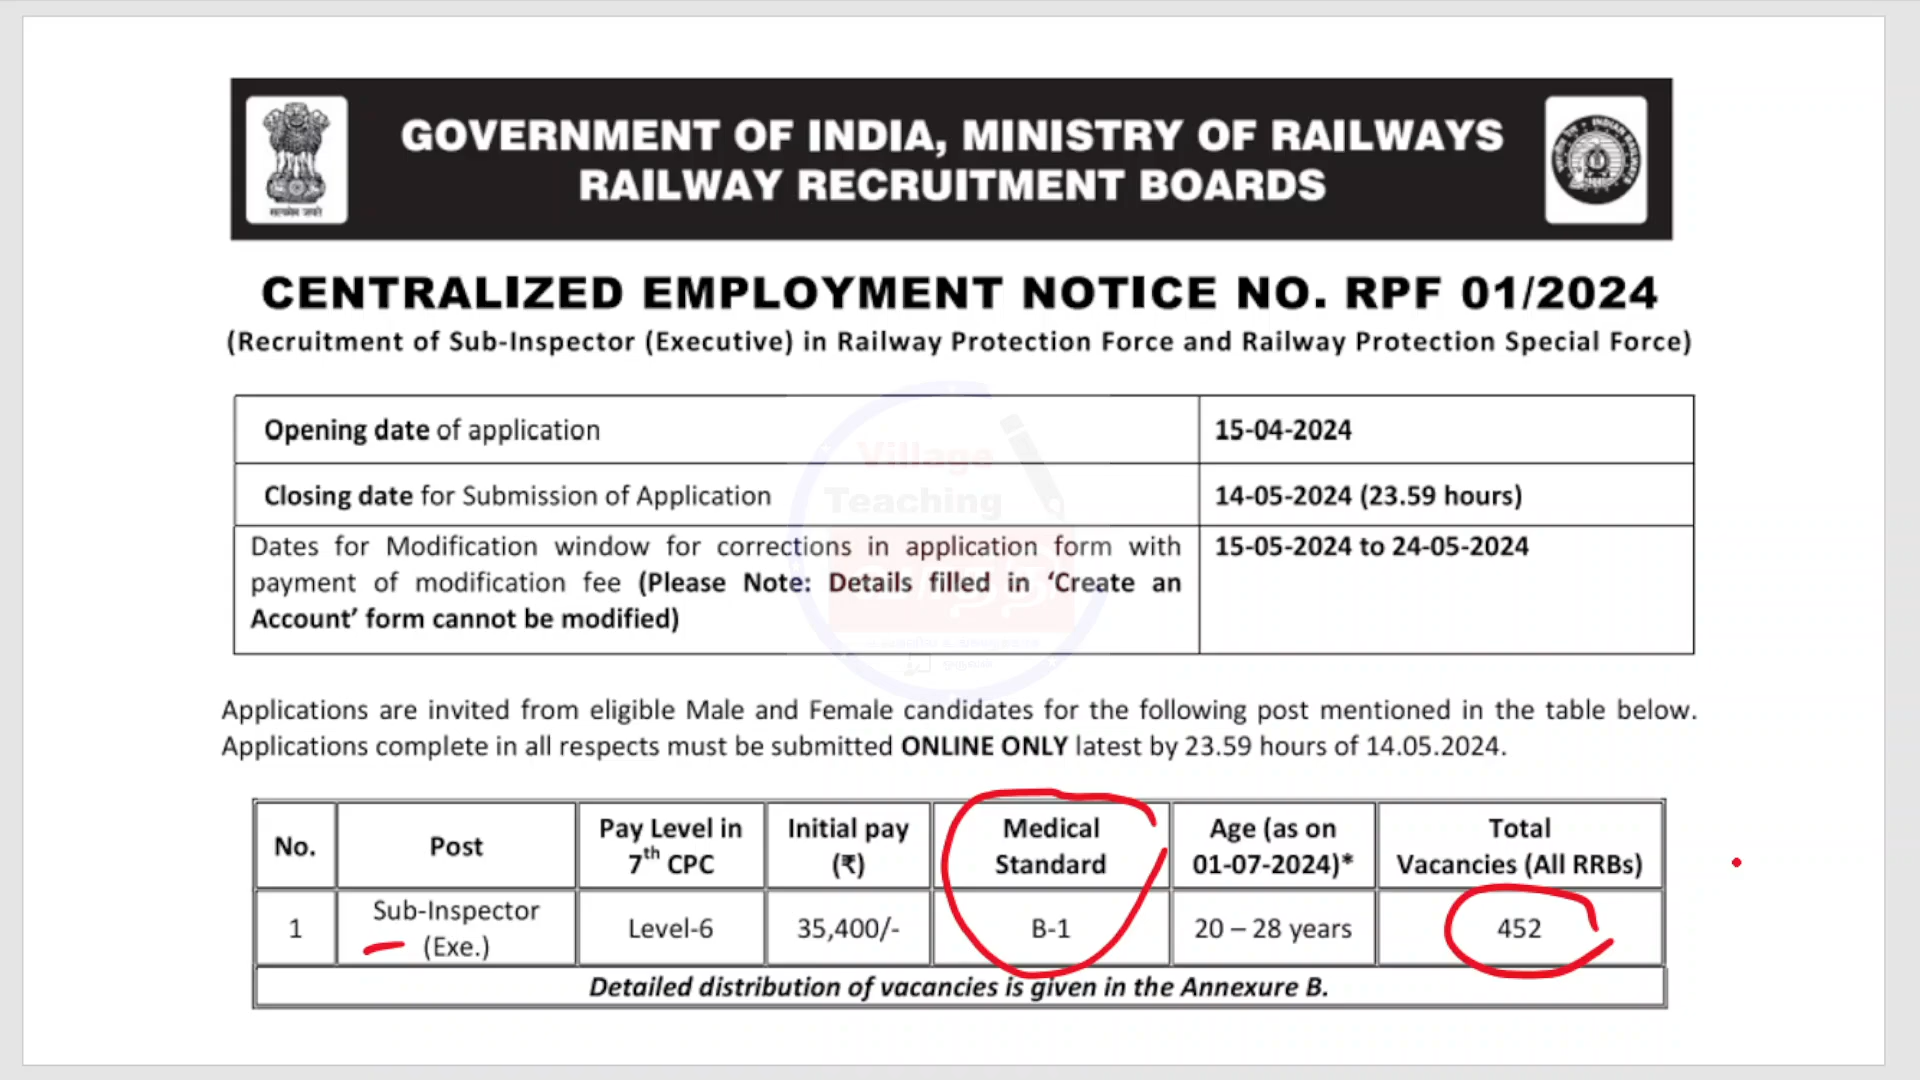 GOVERNMENT OF INDIA, MINISTRY OF RAILWAYS
RAILWAY RECRUITMENT BOARDS
सत्यमेव जयते
CENTRALIZED EMPLOYMENT NOTICE NO. RPF 01/2024
(Recruitment of Sub-Inspector (Executive) in Railway Protection Force and Railway Protection Special Force)
Opening date of application 15-04-2024
Closing date for Submission of Application 14-05-2024 (23.59 hours)
Dates for Modification window for corrections in application form with 15-05-2024 to 24-05-2024
payment of modification fee (Please Note: Details filled in ‘Create an
Account’ form cannot be modified)
Village
Teaching
Applications are invited from eligible Male and Female candidates for the following post mentioned in the table below.
Applications complete in all respects must be submitted ONLINE ONLY latest by 23.59 hours of 14.05.2024.
No. Post Pay Level in 7th CPC Initial pay (₹) Medical Standard Age (as on 01-07-2024)* Total Vacancies (All RRBs)
1 Sub-Inspector (Exe.) Level-6 35,400/- B-1 20 – 28 years 452
Detailed distribution of vacancies is given in the Annexure B.